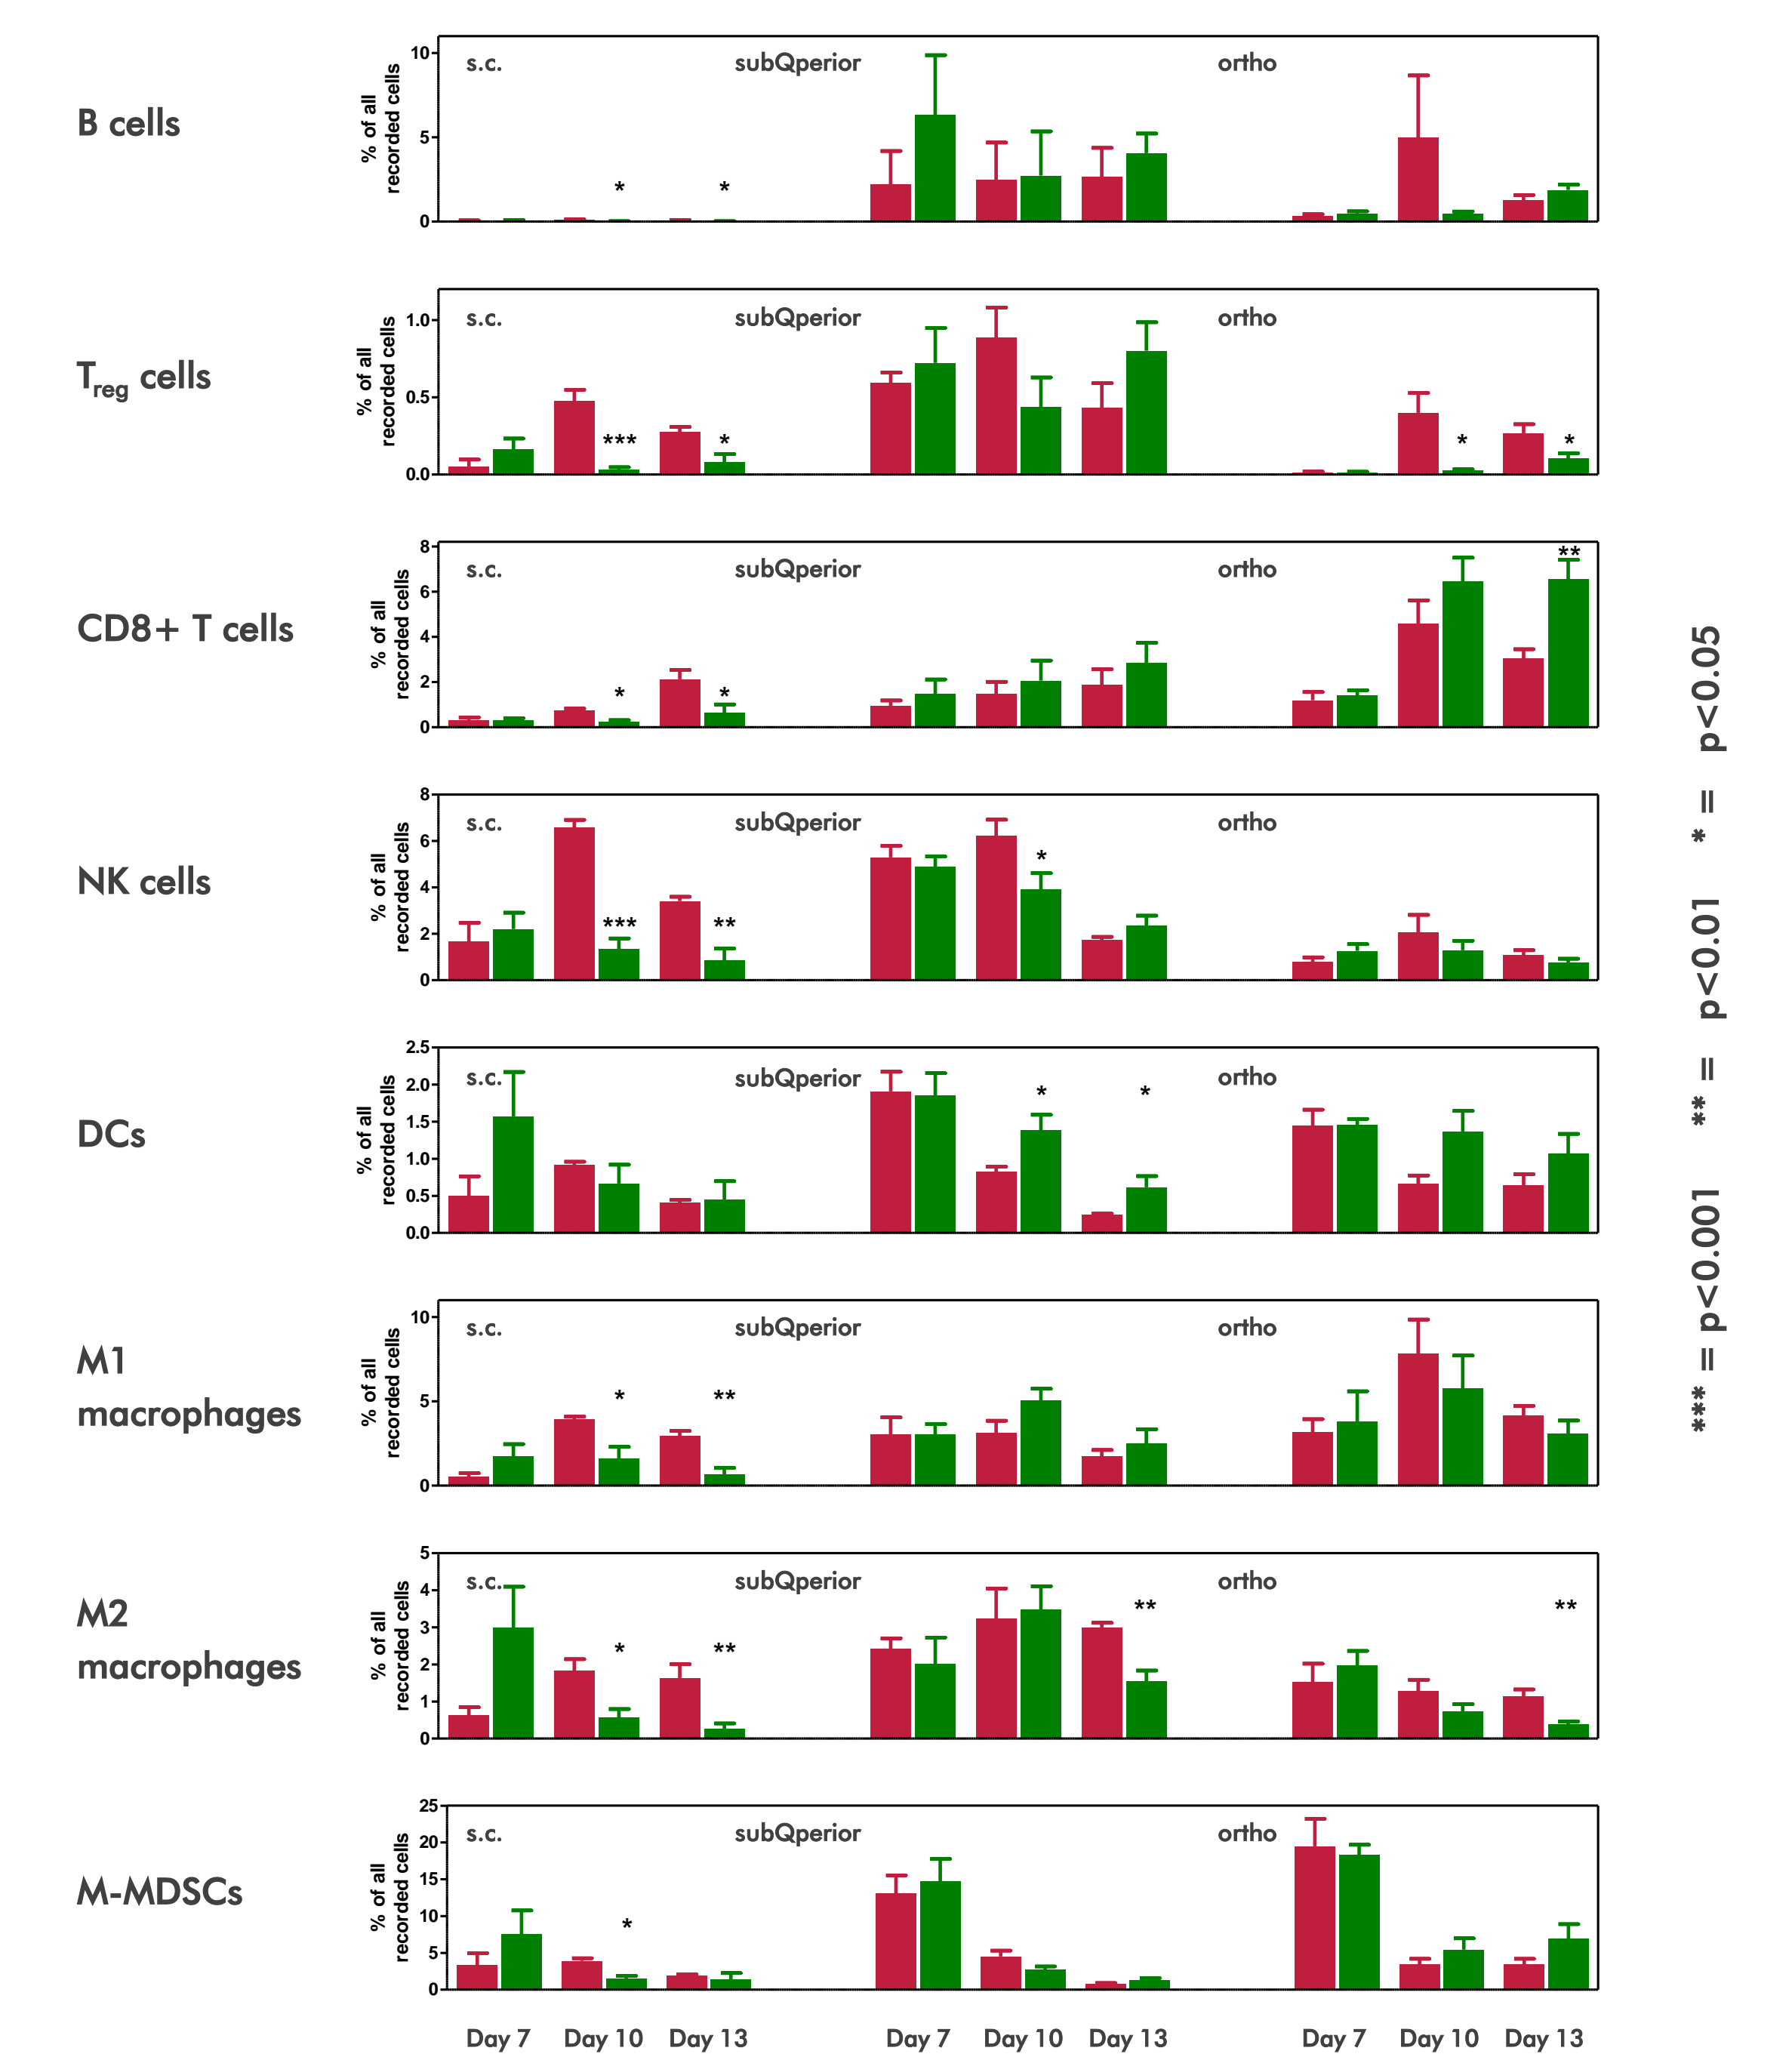 B cells
% of all
recorded cells
10
5
0
s.c. subQperior ortho
* *
T_reg cells
% of all
recorded cells
1.0
0.5
0.0
s.c. subQperior ortho
*** * * *
CD8+ T cells
% of all
recorded cells
8
6
4
2
0
s.c. subQperior ortho
**
* *
NK cells
% of all
recorded cells
8
6
4
2
0
s.c. subQperior ortho
*
*** **
DCs
% of all
recorded cells
2.5
2.0
1.5
1.0
0.5
0.0
s.c. subQperior ortho
* *
M1
macrophages
% of all
recorded cells
10
5
0
s.c. subQperior ortho
* **
M2
macrophages
% of all
recorded cells
5
4
3
2
1
0
s.c. subQperior ortho
** **
* **
M-MDSCs
% of all
recorded cells
25
20
15
10
5
0
s.c. subQperior ortho
*
Day 7 Day 10 Day 13 Day 7 Day 10 Day 13 Day 7 Day 10 Day 13
*** = p<0.001 ** = p<0.01 * = p<0.05